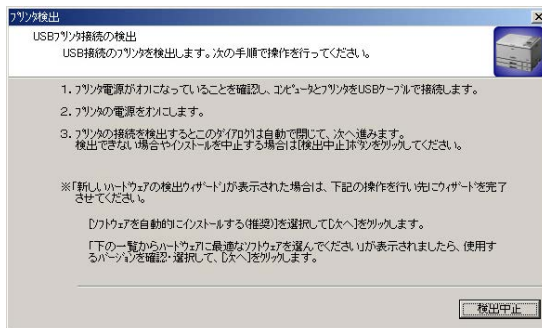 プリンタ検出
USBプリンタ接続の検出
USB接続のプリンタを検出します。次の手順で操作を行ってください。
1. プリンタ電源がオフになっていることを確認し、コンピュータとプリンタをUSBケーブルで接続します。
2. プリンタの電源をオンにします。
3. プリンタの接続を検出するとこのダイアログは自動で閉じて、次へ進みます。
検出できない場合やインストールを中止する場合は[検出中止]ボタンをクリックしてください。
※「新しいハードウェアの検出ウィザード」が表示された場合は、下記の操作を行い先にウィザードを完了
させてください。
[ソフトウェアを自動的にインストールする(推奨)]を選択して[次へ]をクリックします。
「下の一覧からハードウェアに最適なソフトウェアを選んでください」が表示されましたら、使用す
るバージョンを確認・選択して、[次へ]をクリックします。
検出中止